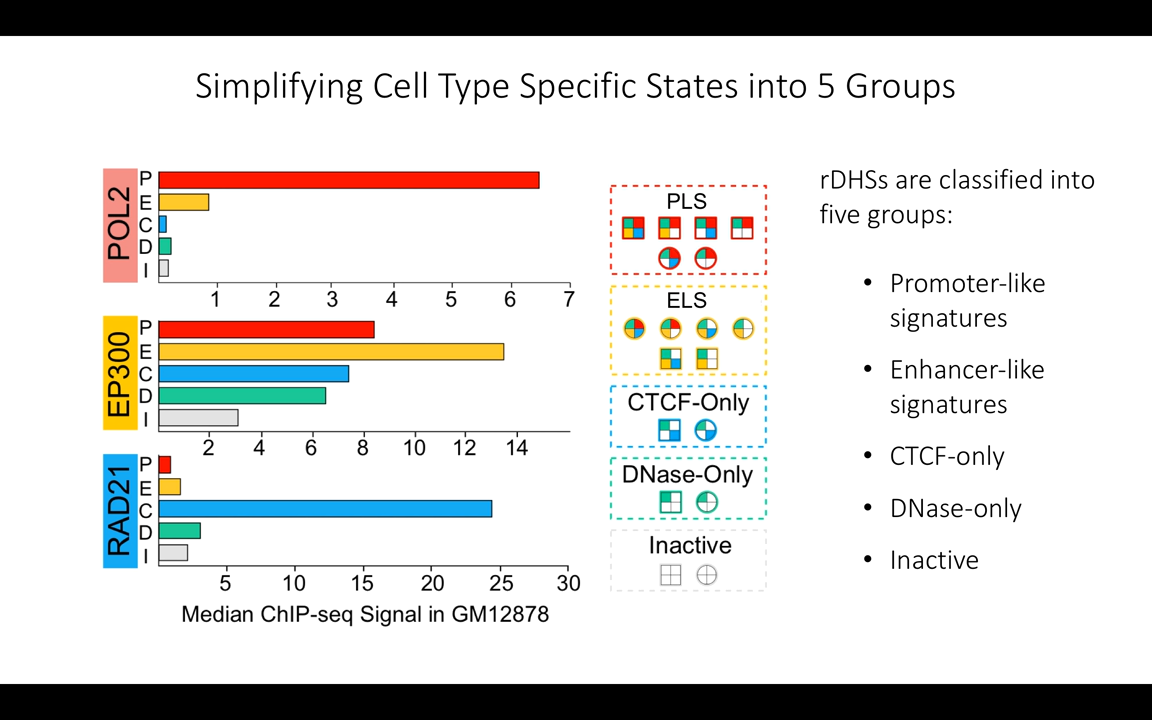 Simplifying Cell Type Specific States into 5 Groups
POL2
P
E
C
D
I
1 2 3 4 5 6 7
EP300
P
E
C
D
I
2 4 6 8 10 12 14
RAD21
P
E
C
D
I
5 10 15 20 25 30
Median ChIP-seq Signal in GM12878
PLS
ELS
CTCF-Only
DNase-Only
Inactive
rDHSs are classified into
five groups:
• Promoter-like
signatures
• Enhancer-like
signatures
• CTCF-only
• DNase-only
• Inactive